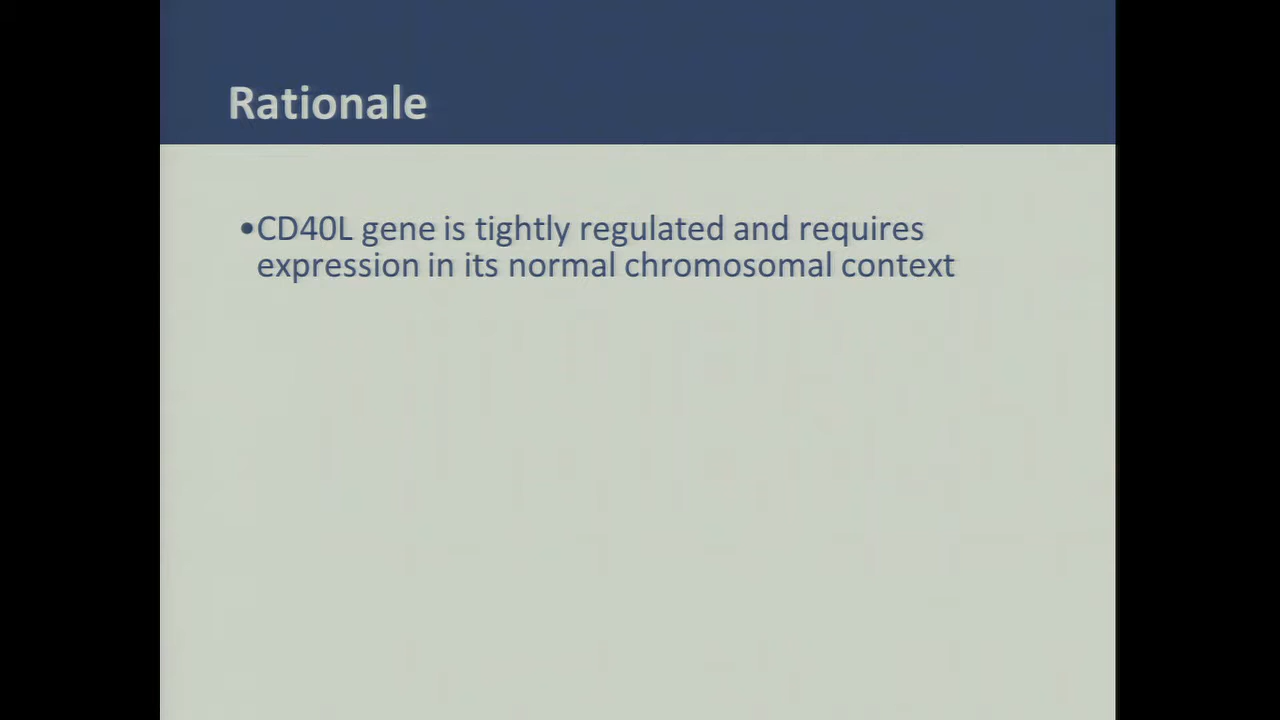 Rationale
•CD40L gene is tightly regulated and requires
expression in its normal chromosomal context